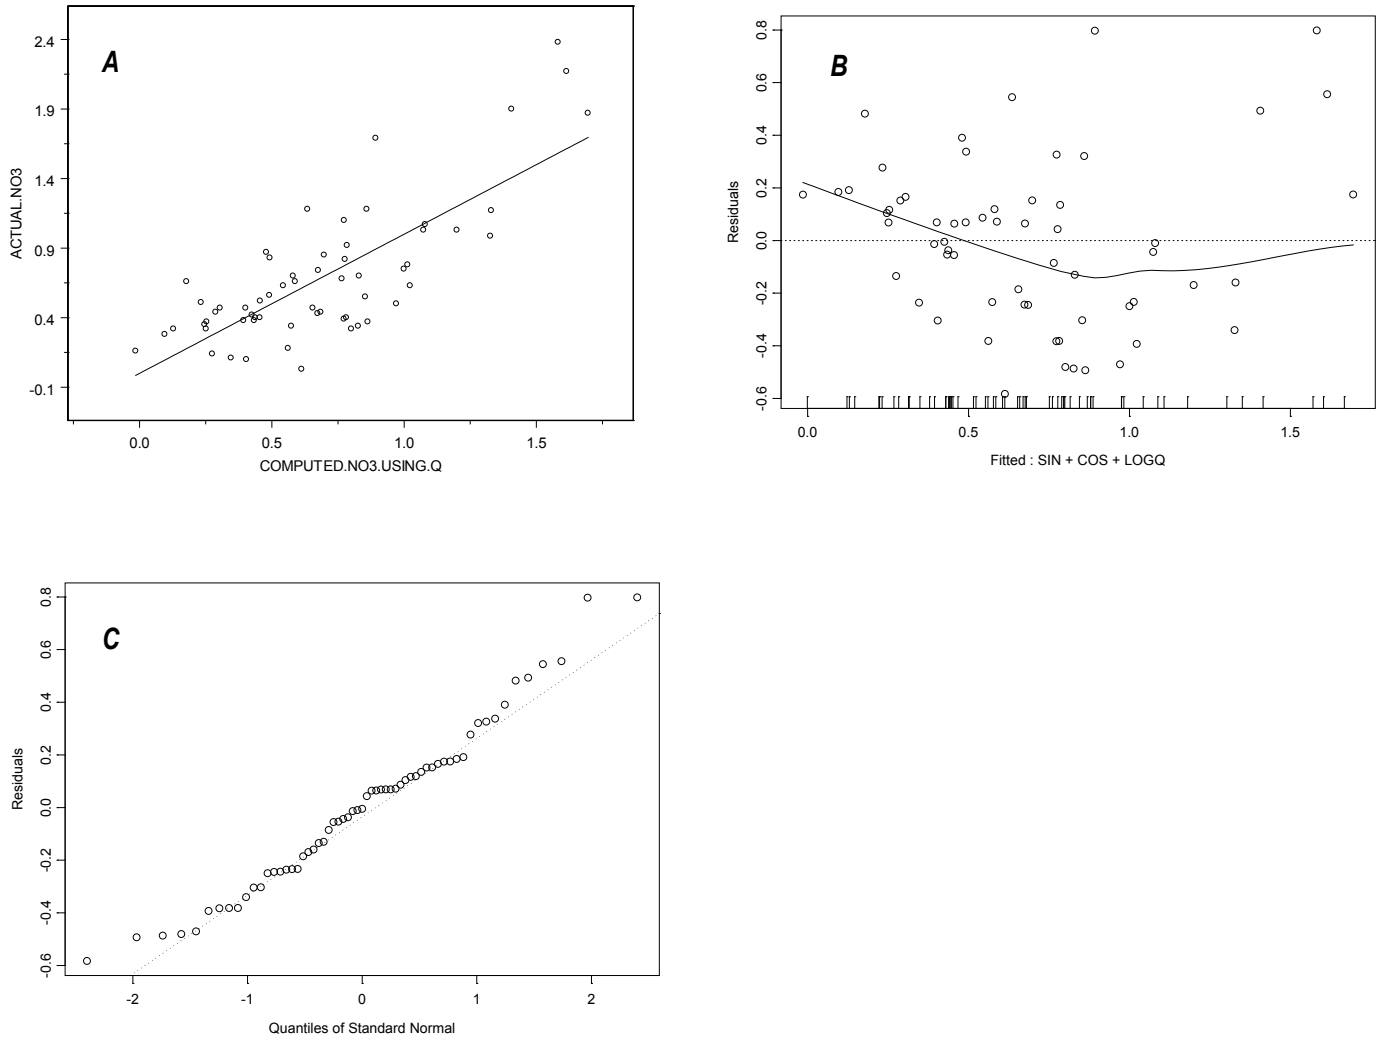 A
2.4
1.9
1.4
0.9
0.4
-0.1
ACTUAL.NO3
0.0 0.5 1.0 1.5
COMPUTED.NO3.USING.Q
B
0.8
0.6
0.4
0.2
0.0
-0.2
-0.4
-0.6
Residuals
0.0 0.5 1.0 1.5
Fitted : SIN + COS + LOGQ
C
0.8
0.6
0.4
0.2
0.0
-0.2
-0.4
-0.6
Residuals
-2 -1 0 1 2
Quantiles of Standard Normal